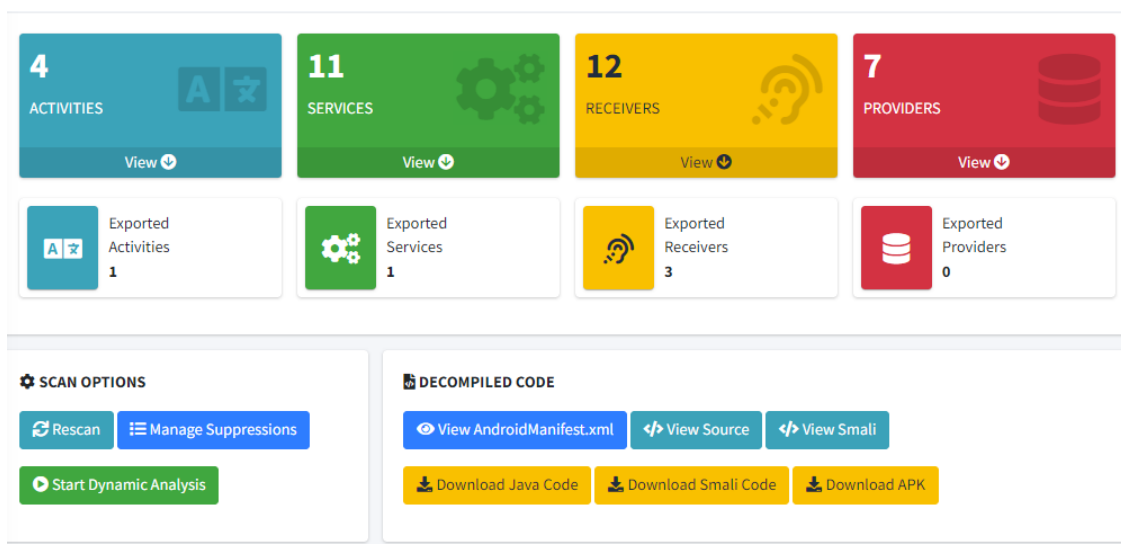 4
ACTIVITIES
View
11
SERVICES
View
12
RECEIVERS
View
7
PROVIDERS
View
Exported
Activities
1
Exported
Services
1
Exported
Receivers
3
Exported
Providers
0
SCAN OPTIONS
Rescan
Manage Suppressions
Start Dynamic Analysis
DECOMPILED CODE
View AndroidManifest.xml
View Source
View Smali
Download Java Code
Download Smali Code
Download APK